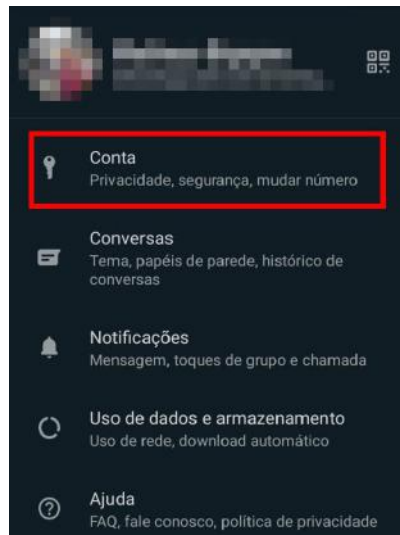 Conta
Privacidade, segurança, mudar número
Conversas
Tema, papéis de parede, histórico de
conversas
Notificações
Mensagem, toques de grupo e chamada
Uso de dados e armazenamento
Uso de rede, download automático
Ajuda
FAQ, fale conosco, política de privacidade